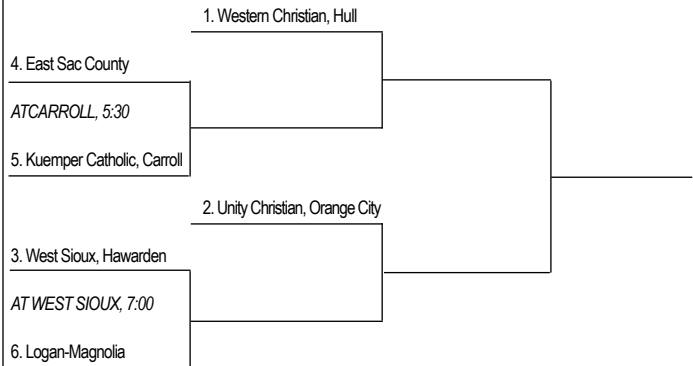 1. Western Christian, Hull
4. East Sac County
ATCARROLL, 5:30
5. Kuemper Catholic, Carroll
2. Unity Christian, Orange City
3. West Sioux, Hawarden
AT WEST SIOUX, 7:00
6. Logan-Magnolia